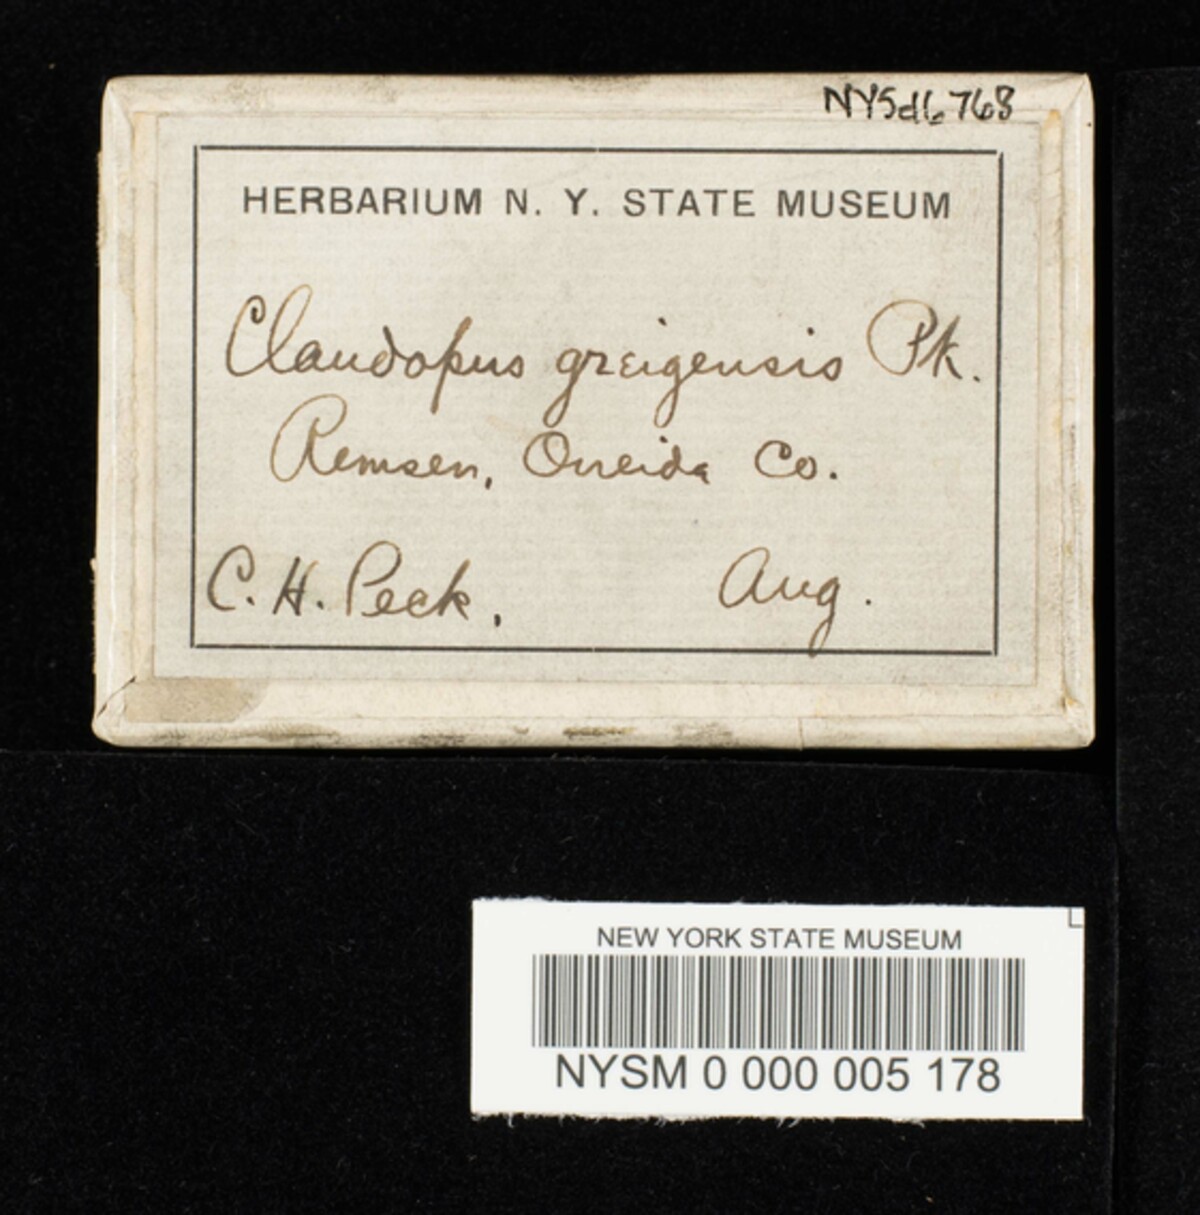 NYSd6768
HERBARIUM N. Y. STATE MUSEUM
Claudopus greigensis Pk.
Remsen, Oneida Co.
C. H. Peck, Aug.
NEW YORK STATE MUSEUM
NYSM 0 000 005 178